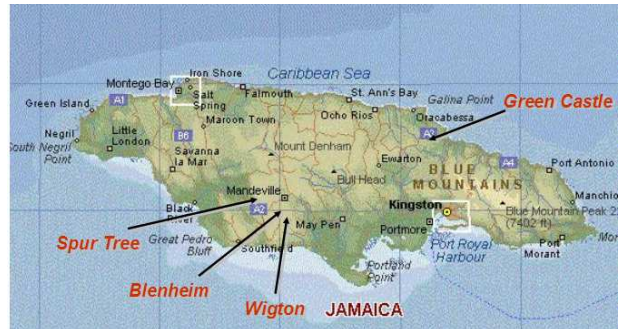 Iron Shore
Caribbean Sea
Montego Bay
Salt
Spring
Falmouth
St. Ann's Bay
Galina Point
Green Castle
A1
Green Island
Ocho Rios
Oracabessa
A3
Maroon Town
B6
Negril
Little
London
South Negril
Point
Savanna
la Mar
Mount Denham
Ewarton
BLUE
MOUNTAINS
A4
Port Antonio
Bull Head
Mandeville
Manchio
Black
River
A2
May Pen
Kingston
Blue Mountain Peak 2
(7402 ft)
Portmore
Spur Tree
Great Pedro
Bluff
Southfield
Port Royal
Harbour
Port
Morant
Mor
Portland
Point
Blenheim
Wigton
JAMAICA